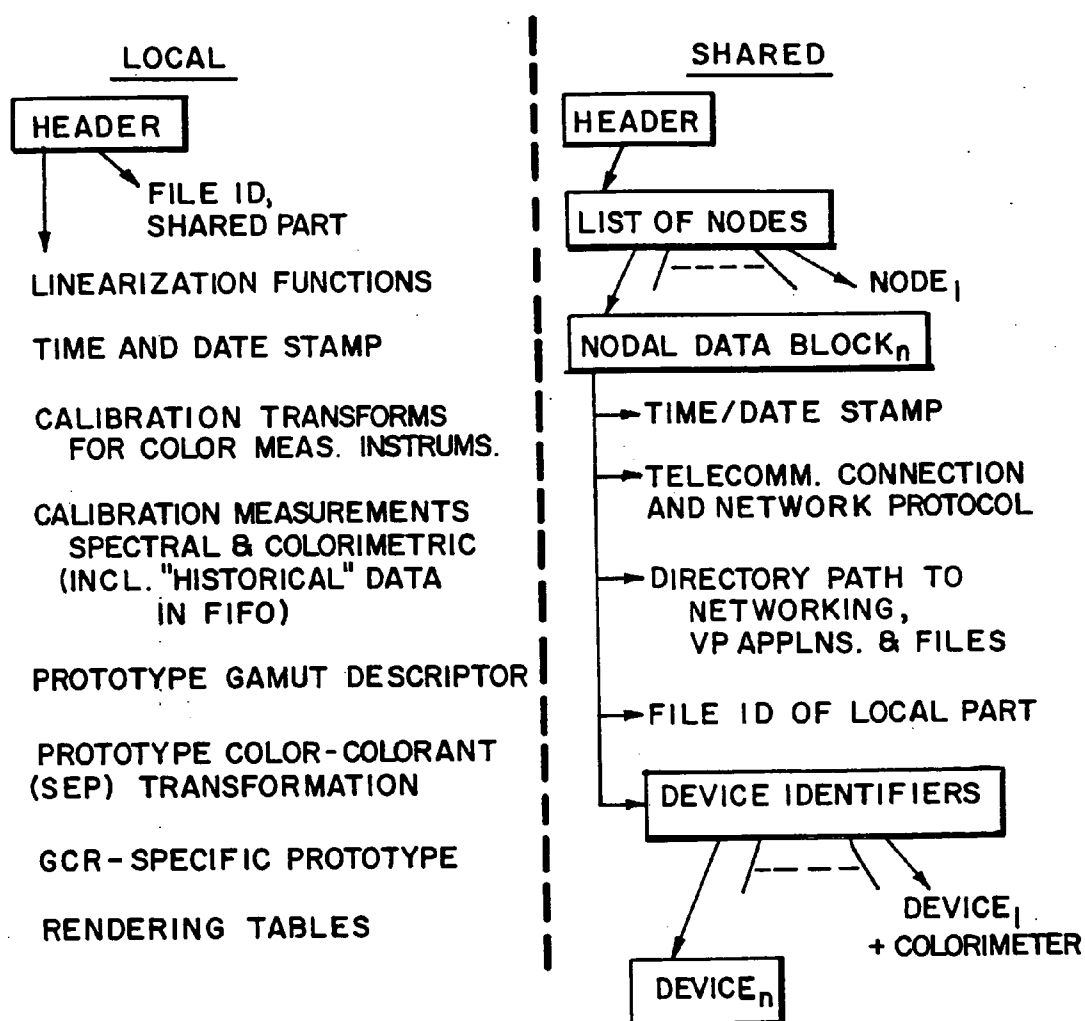 LOCAL
HEADER
FILE ID,
SHARED PART
LINEARIZATION FUNCTIONS
TIME AND DATE STAMP
CALIBRATION TRANSFORMS
FOR COLOR MEAS. INSTRUMS.
CALIBRATION MEASUREMENTS
SPECTRAL & COLORIMETRIC
(INCL. "HISTORICAL" DATA
IN FIFO)
PROTOTYPE GAMUT DESCRIPTOR
PROTOTYPE COLOR-COLORANT
(SEP) TRANSFORMATION
GCR-SPECIFIC PROTOTYPE
RENDERING TABLES
SHARED
HEADER
LIST OF NODES
NODE1
NODAL DATA BLOCKn
TIME/DATE STAMP
TELECOMM. CONNECTION
AND NETWORK PROTOCOL
DIRECTORY PATH TO
NETWORKING,
VP APPLNS. & FILES
FILE ID OF LOCAL PART
DEVICE IDENTIFIERS
DEVICE1
+ COLORIMETER
DEVICEn